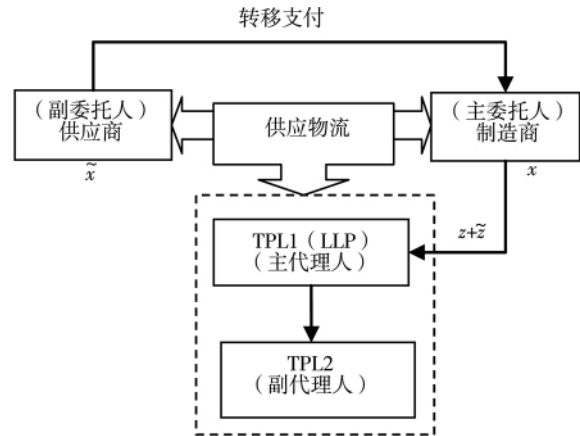 转移支付
（副委托人）
供应商
x̃
供应物流
（主委托人）
制造商
x
z+z̃
TPL1（LLP）
（主代理人）
TPL2
（副代理人）